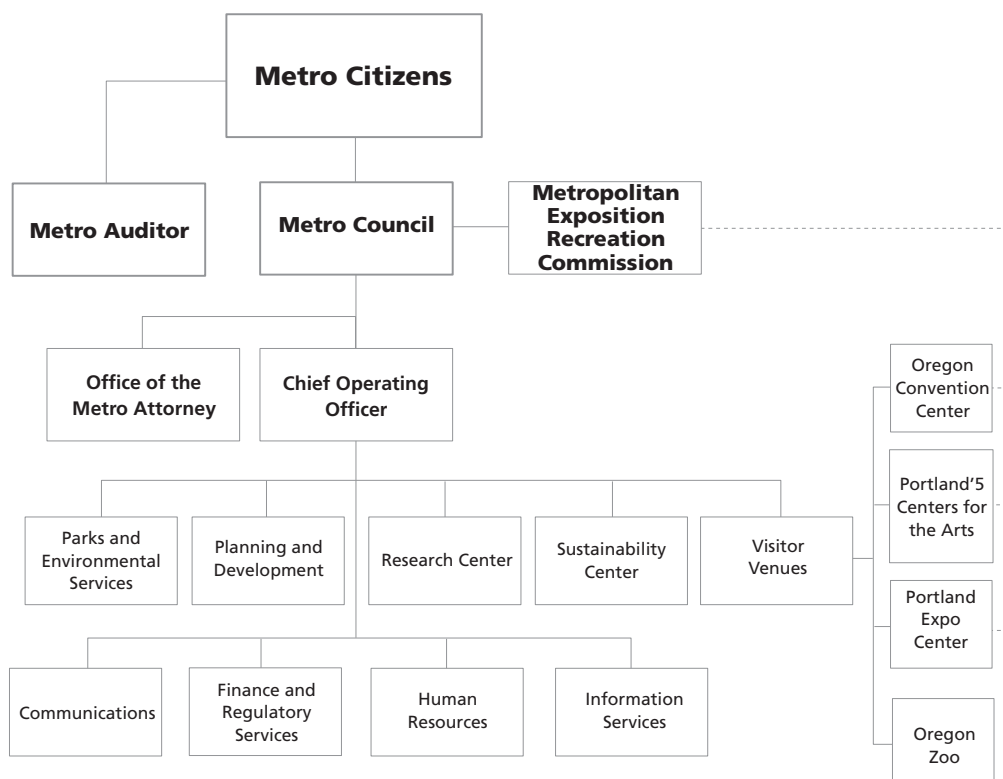 Metro Citizens
Metro Auditor
Metro Council
Metropolitan
Exposition
Recreation
Commission
Office of the
Metro Attorney
Chief Operating
Officer
Oregon
Convention
Center
Portland'5
Centers for
the Arts
Parks and
Environmental
Services
Planning and
Development
Research Center
Sustainability
Center
Visitor
Venues
Portland
Expo
Center
Communications
Finance and
Regulatory
Services
Human
Resources
Information
Services
Oregon
Zoo